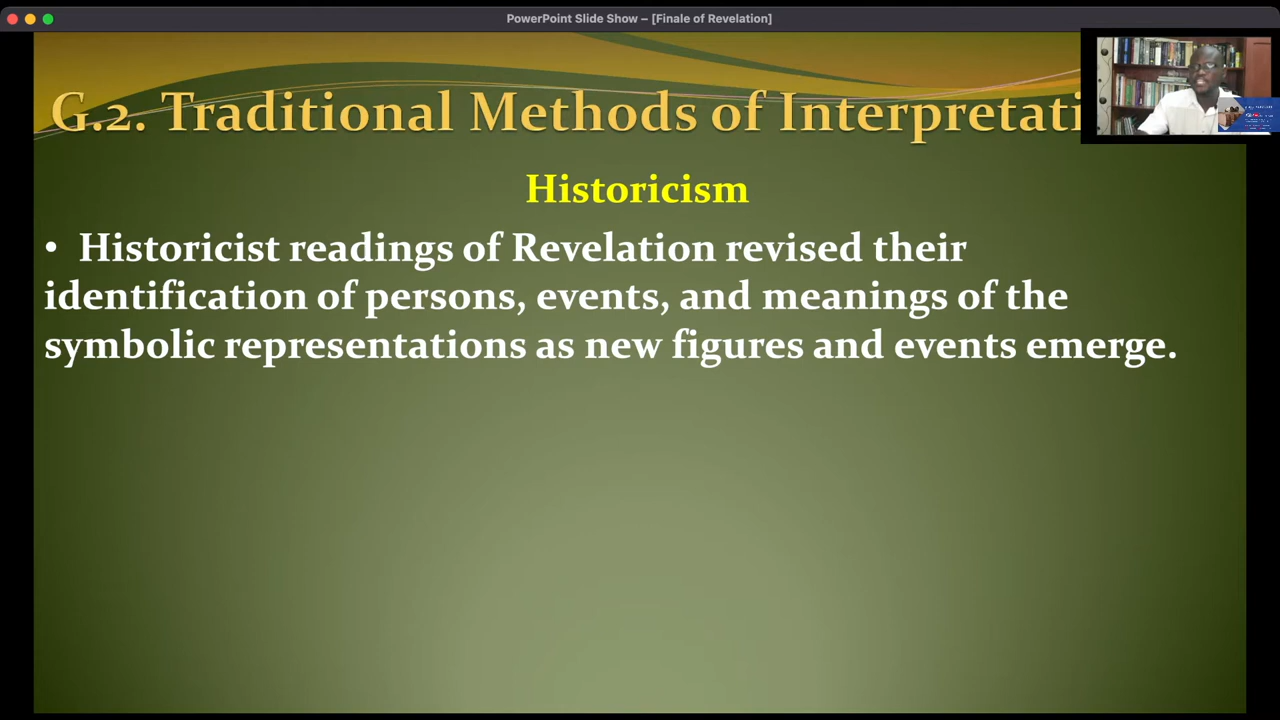 PowerPoint Slide Show – [Finale of Revelation]
G.2. Traditional Methods of Interpretati
Historicism
• Historicist readings of Revelation revised their
identification of persons, events, and meanings of the
symbolic representations as new figures and events emerge.